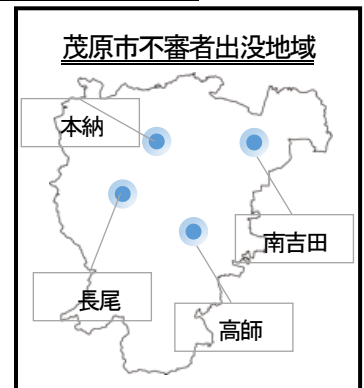 茂原市不審者出没地域
本納
南吉田
長尾
高師